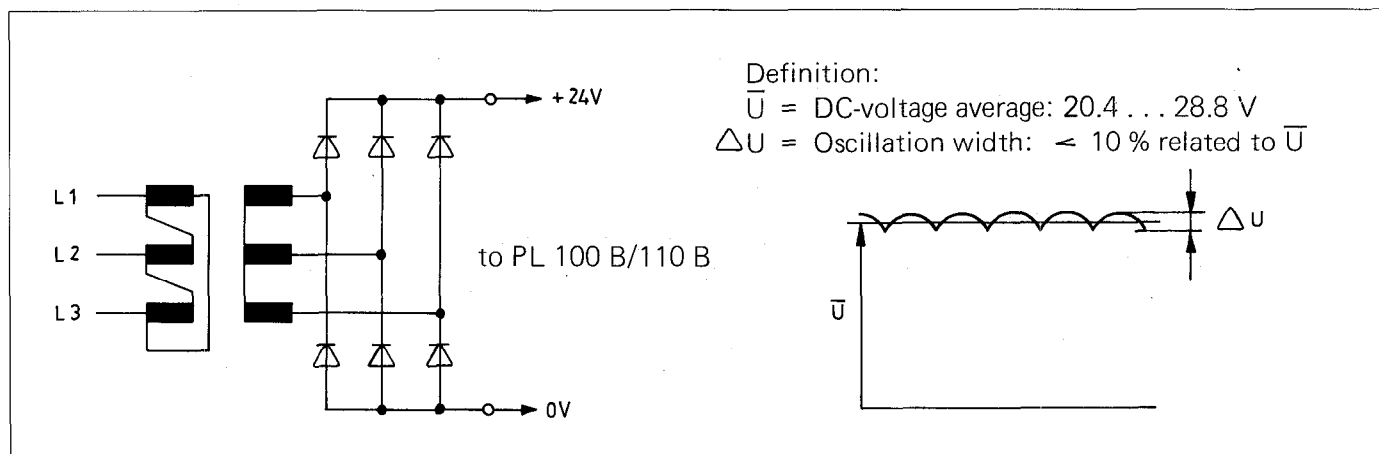 Definition:
U̅ = DC-voltage average: 20.4 . . . 28.8 V
△U = Oscillation width: < 10 % related to U̅
+24V
L1
L2
L3
to PL 100 B/110 B
0V
△ U
U̅